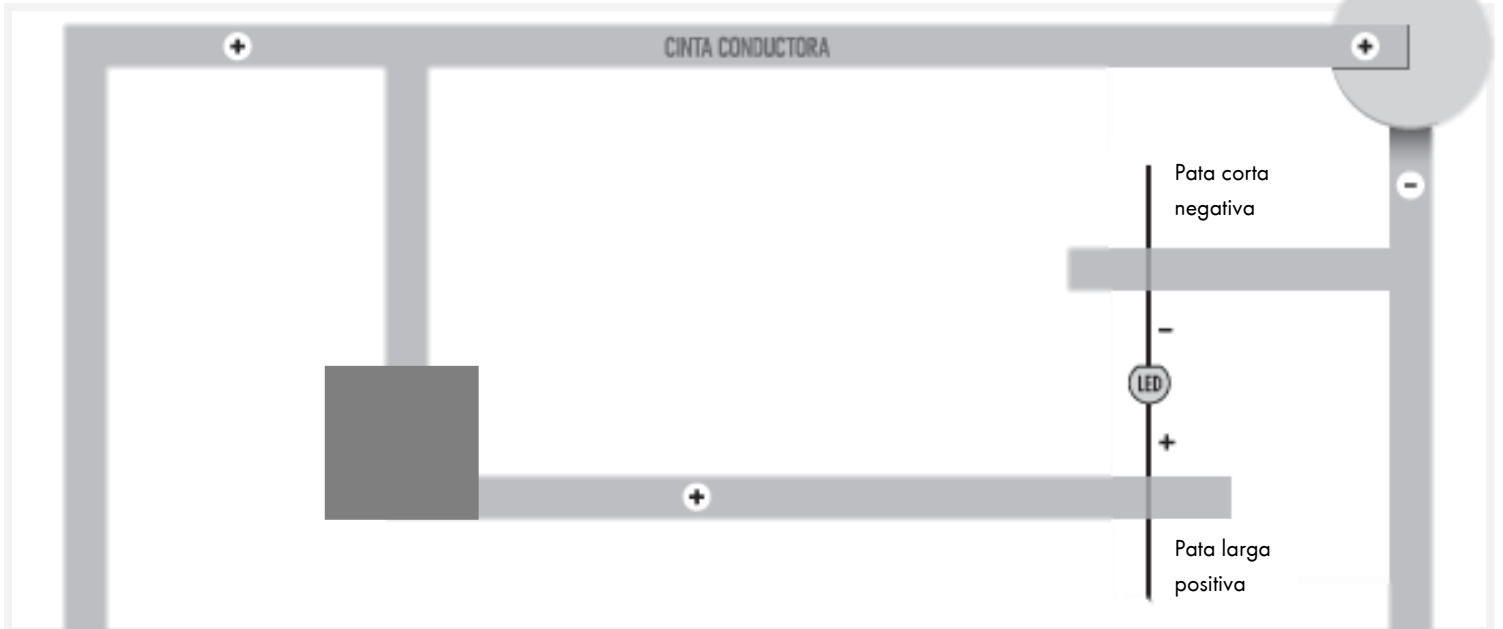 +
CINTA CONDUCTORA
+
Pata corta
negativa
-
-
LED
+
+
Pata larga
positiva